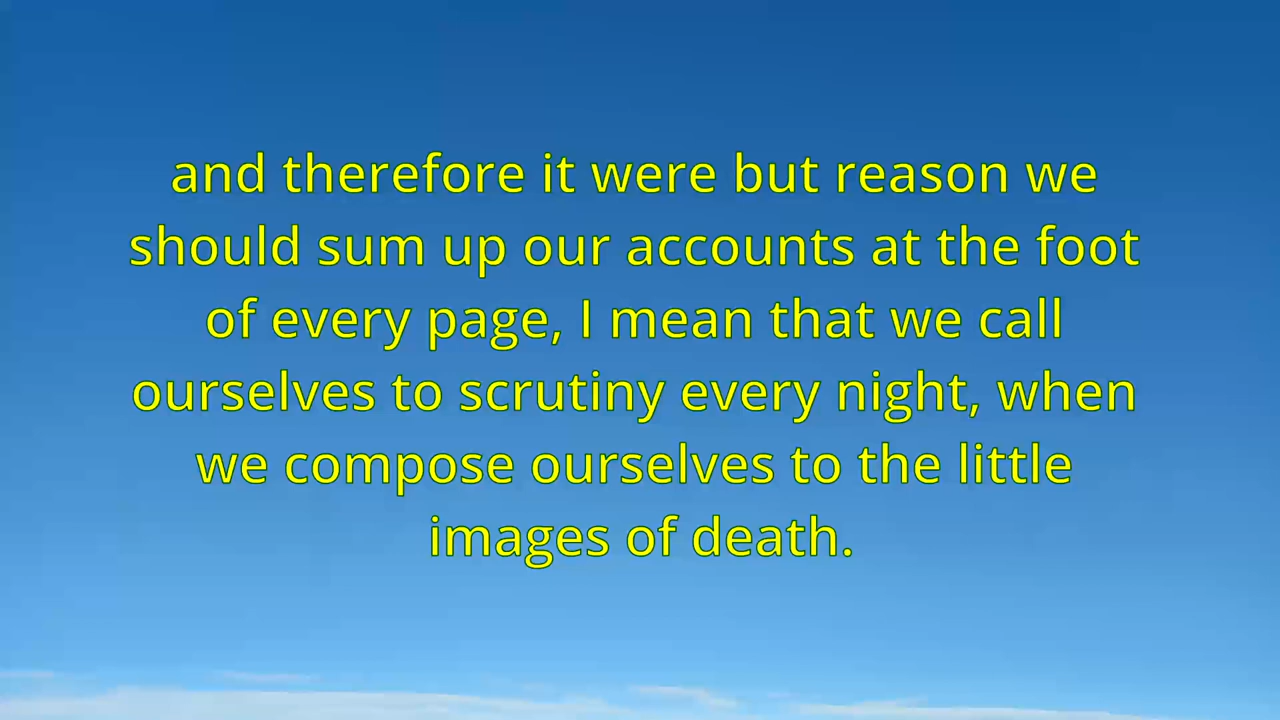 and therefore it were but reason we
should sum up our accounts at the foot
of every page, I mean that we call
ourselves to scrutiny every night, when
we compose ourselves to the little
images of death.